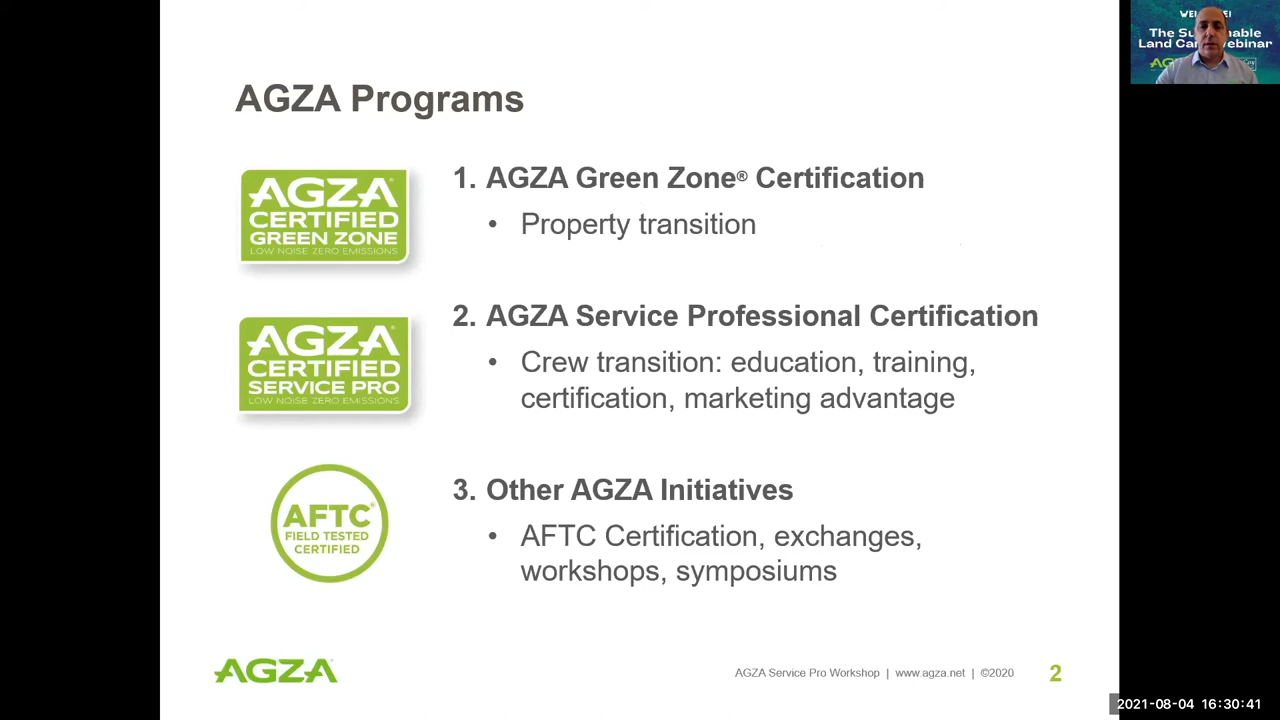 AGZA Programs
AGZA®
CERTIFIED
GREEN ZONE
LOW NOISE ZERO EMISSIONS
1. AGZA Green Zone® Certification
• Property transition
AGZA®
CERTIFIED
SERVICE PRO
LOW NOISE ZERO EMISSIONS
2. AGZA Service Professional Certification
• Crew transition: education, training,
certification, marketing advantage
AFTC®
FIELD TESTED
CERTIFIED
3. Other AGZA Initiatives
• AFTC Certification, exchanges,
workshops, symposiums
AGZA
AGZA Service Pro Workshop | www.agza.net | ©2020
2
The
Land
2021-08-04 16:30:41